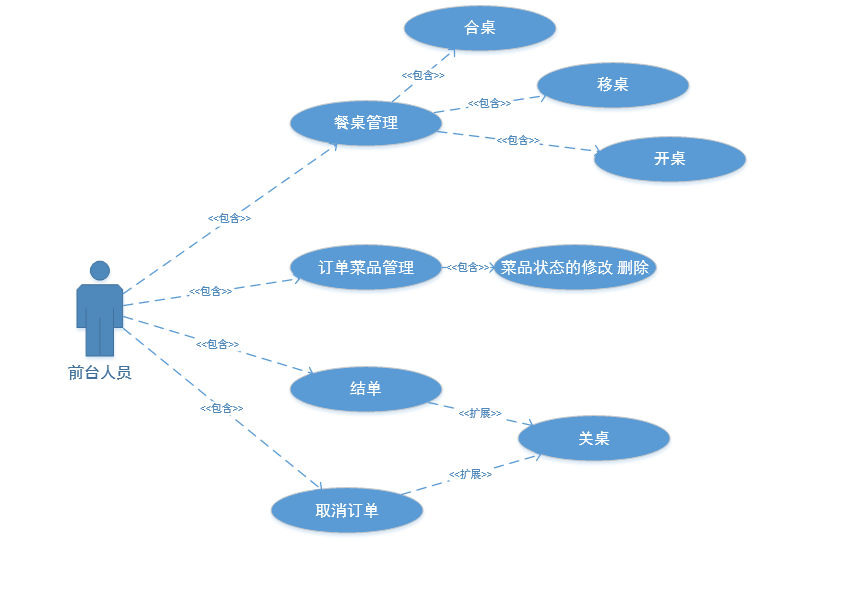 合桌
<<包含>>
移桌
<<包含>>
餐桌管理
<<包含>>
开桌
<<包含>>
订单菜品管理
<<包含>>
菜品状态的修改 删除
<<包含>>
<<包含>>
前台人员
结单
<<包含>>
<<扩展>>
关桌
<<扩展>>
取消订单